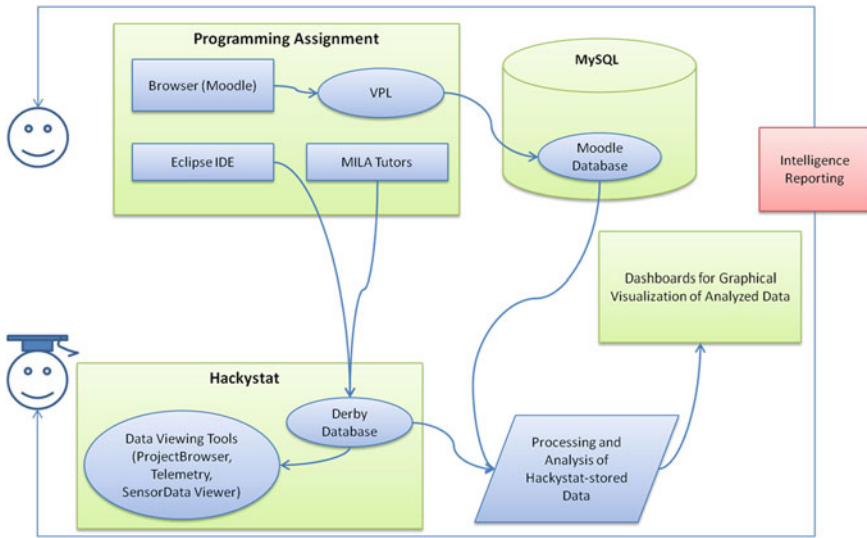 Programming Assignment
Browser (Moodle)
VPL
Eclipse IDE
MILA Tutors
MySQL
Moodle
Database
Intelligence
Reporting
Dashboards for Graphical
Visualization of Analyzed Data
Hackystat
Derby
Database
Data Viewing Tools
(ProjectBrowser,
Telemetry,
SensorData Viewer)
Processing and
Analysis of
Hackystat-stored
Data